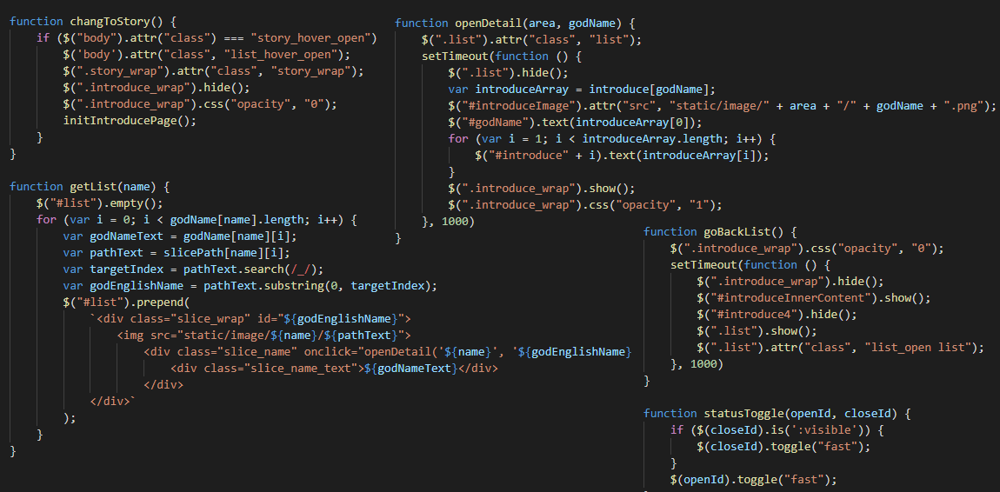 function changToStory() {
    if ($("body").attr("class") === "story_hover_open")
        $('body').attr("class", "list_hover_open");
        $(".story_wrap").attr("class", "story_wrap");
        $(".introduce_wrap").hide();
        $(".introduce_wrap").css("opacity", "0");
        initIntroducePage();
    }
}
function getList(name) {
    $("#list").empty();
    for (var i = 0; i < godName[name].length; i++) {
        var godNameText = godName[name][i];
        var pathText = slicePath[name][i];
        var targetIndex = pathText.search(/_/);
        var godEnglishName = pathText.substring(0, targetIndex);
        $("#list").prepend(
            `<div class="slice_wrap" id="${godEnglishName}">
                <img src="static/image/${name}/${pathText}">
                    <div class="slice_name" onclick="openDetail('${name}', '${godEnglishName}
                        <div class="slice_name_text">${godNameText}</div>
                    </div>
            </div>`
        );
    }
}
function openDetail(area, godName) {
    $(".list").attr("class", "list");
    setTimeout(function () {
        $(".list").hide();
        var introduceArray = introduce[godName];
        $("#introduceImage").attr("src", "static/image/" + area + "/" + godName + ".png");
        $("#godName").text(introduceArray[0]);
        for (var i = 1; i < introduceArray.length; i++) {
            $("#introduce" + i).text(introduceArray[i]);
        }
        $(".introduce_wrap").show();
        $(".introduce_wrap").css("opacity", "1");
    }, 1000)
}
function goBackList() {
    $(".introduce_wrap").css("opacity", "0");
    setTimeout(function () {
        $(".introduce_wrap").hide();
        $("#introduceInnerContent").show();
        $("#introduce4").hide();
        $(".list").show();
        $(".list").attr("class", "list_open list");
    }, 1000)
}
function statusToggle(openId, closeId) {
    if ($(closeId).is(':visible')) {
        $(closeId).toggle("fast");
    }
    $(openId).toggle("fast");